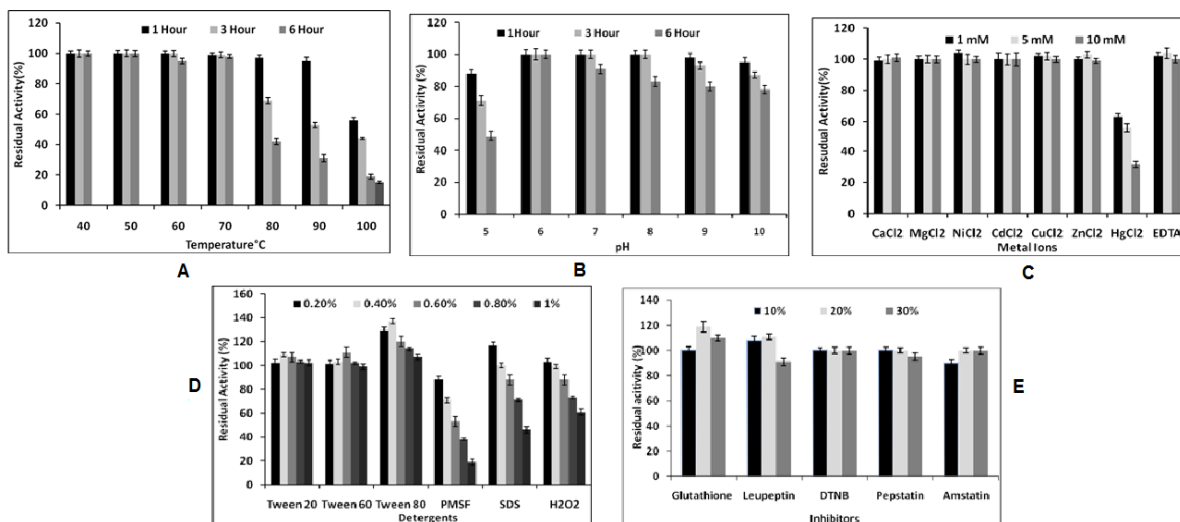 120
100
80
60
40
20
0
Residual Activity(%)
1 Hour 3 Hour 6 Hour
40 50 60 70 80 90 100
Temperature°C
A
120
100
80
60
40
20
0
Residual Activity (%)
1Hour 3 Hour 6 Hour
5 6 7 8 9 10
pH
B
120
100
80
60
40
20
0
Resudual Activity (%)
1 mM 5 mM 10 mM
CaCl2 MgCl2 NiCl2 CdCl2 CuCl2 ZnCl2 HgCl2 EDTA
Metal Ions
C
160
140
120
100
80
60
40
20
0
Residual Activity (%)
0.20% 0.40% 0.60% 0.80% 1%
Tween 20 Tween 60 Tween 80 PMSF SDS H2O2
Detergents
D
140
120
100
80
60
40
20
0
Residual acitivity (%)
10% 20% 30%
Glutathione Leupeptin DTNB Pepstatin Amstatin
Inhibitors
E